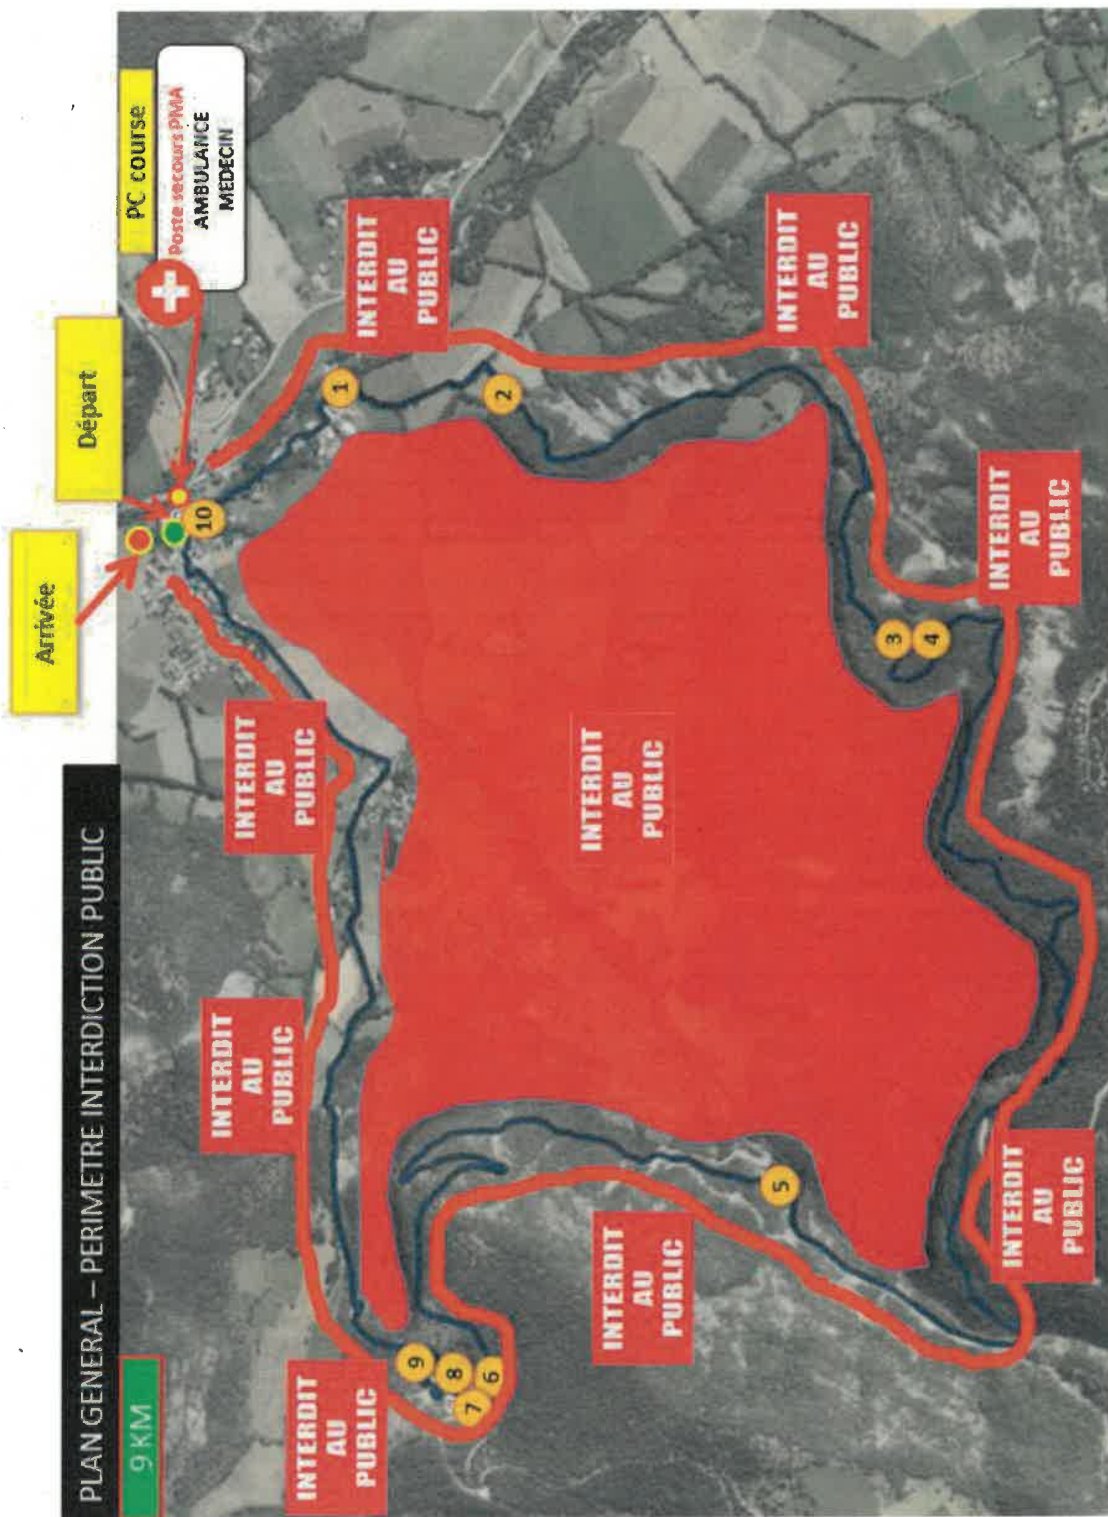 PLAN GENERAL – PERIMETRE INTERDICTION PUBLIC
9 KM
Arrivée
Départ
PC course
Poste secours PMA
AMBULANCE
MEDECIN
INTERDIT
AU
PUBLIC
INTERDIT
AU
PUBLIC
INTERDIT
AU
PUBLIC
INTERDIT
AU
PUBLIC
INTERDIT
AU
PUBLIC
INTERDIT
AU
PUBLIC
INTERDIT
AU
PUBLIC
INTERDIT
AU
PUBLIC
INTERDIT
AU
PUBLIC
1
2
3
4
5
6
7
8
9
10